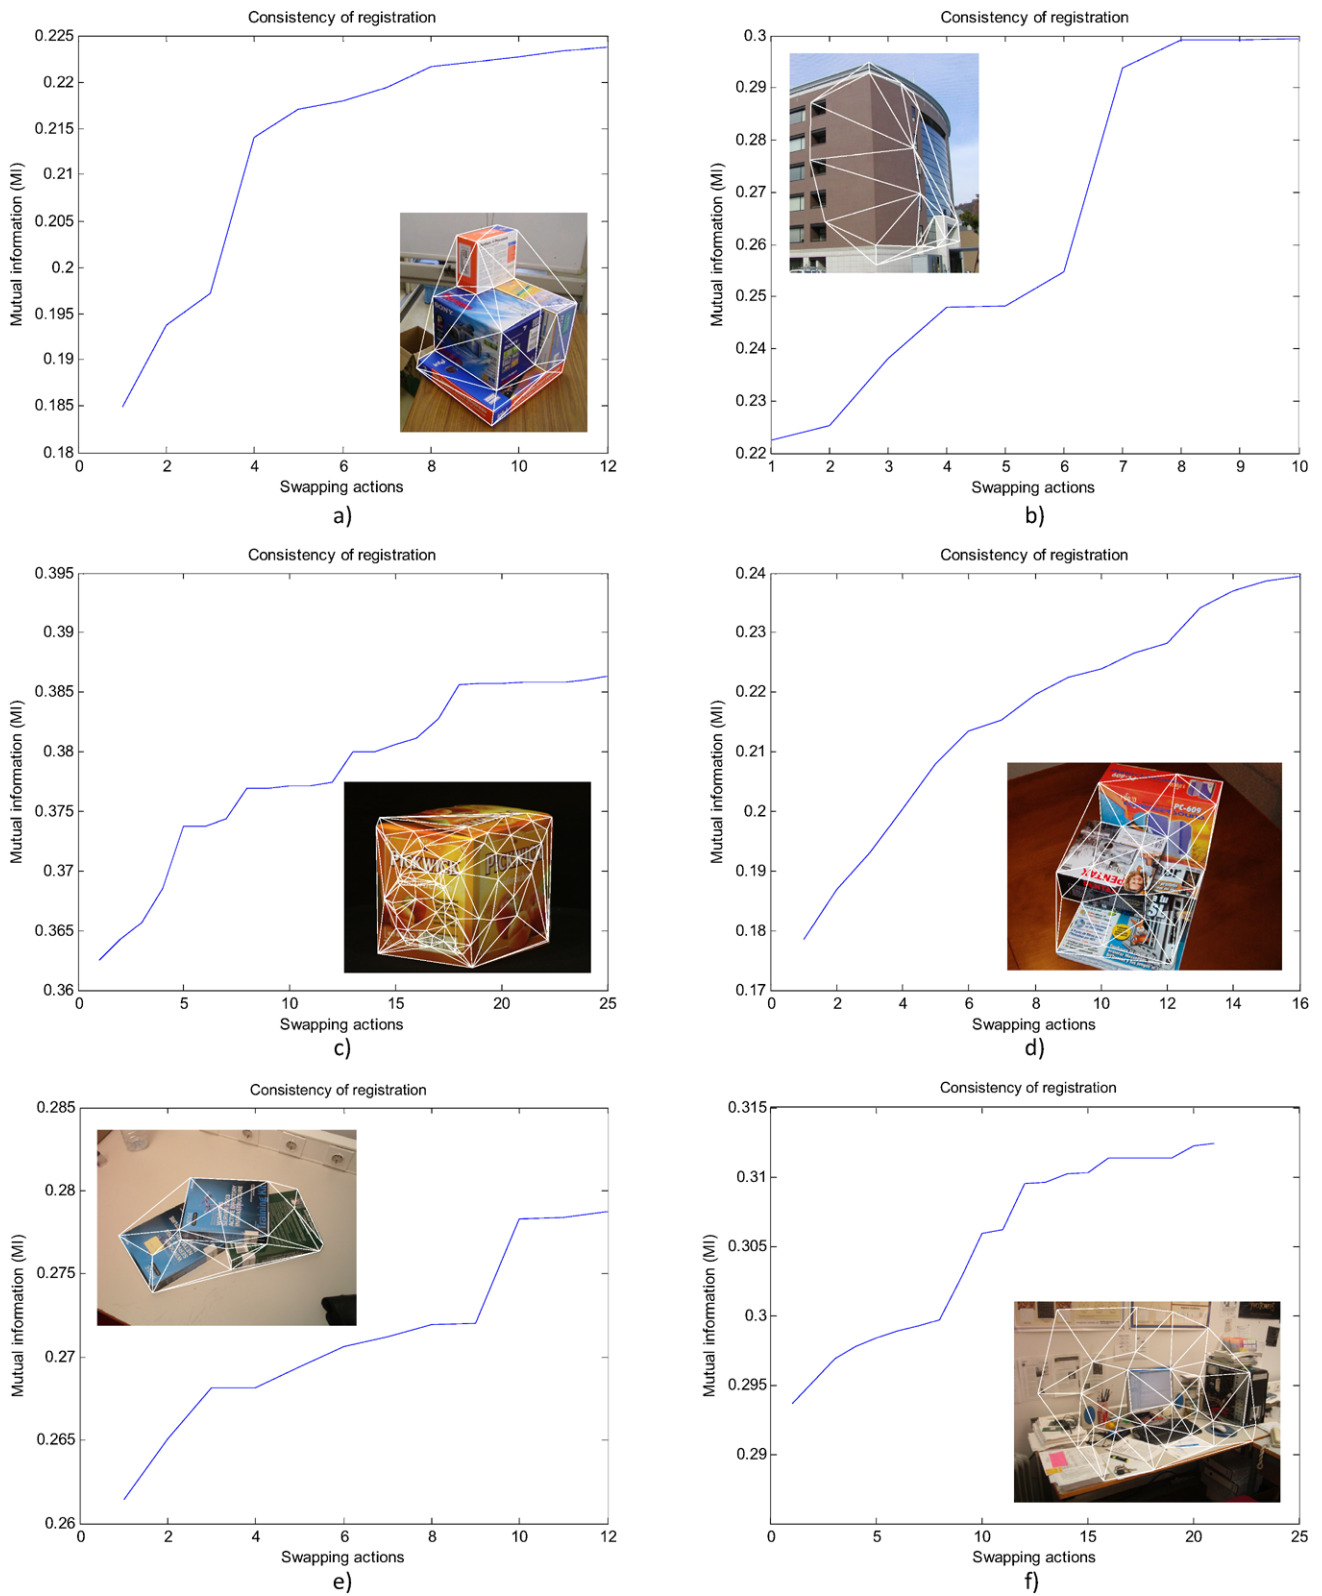 Consistency of registration
0.225
0.22
0.215
0.21
0.205
0.2
0.195
0.19
0.185
0.18
Mutual information (MI)
SONY
0 2 4 6 8 10 12
Swapping actions
a)
Consistency of registration
0.3
0.29
0.28
0.27
0.26
0.25
0.24
0.23
0.22
Mutual information (MI)
1 2 3 4 5 6 7 8 9 10
Swapping actions
b)
Consistency of registration
0.395
0.39
0.385
0.38
0.375
0.37
0.365
0.36
Mutual information (MI)
PICKWICK
PICKWICK
0 5 10 15 20 25
Swapping actions
c)
Consistency of registration
0.24
0.23
0.22
0.21
0.2
0.19
0.18
0.17
Mutual information (MI)
PC-609
PC-609
PENTAX
0 2 4 6 8 10 12 14 16
Swapping actions
d)
Consistency of registration
0.285
0.28
0.275
0.27
0.265
0.26
Mutual information (MI)
0 2 4 6 8 10 12
Swapping actions
e)
Consistency of registration
0.315
0.31
0.305
0.3
0.295
0.29
Mutual information (MI)
0 5 10 15 20 25
Swapping actions
f)